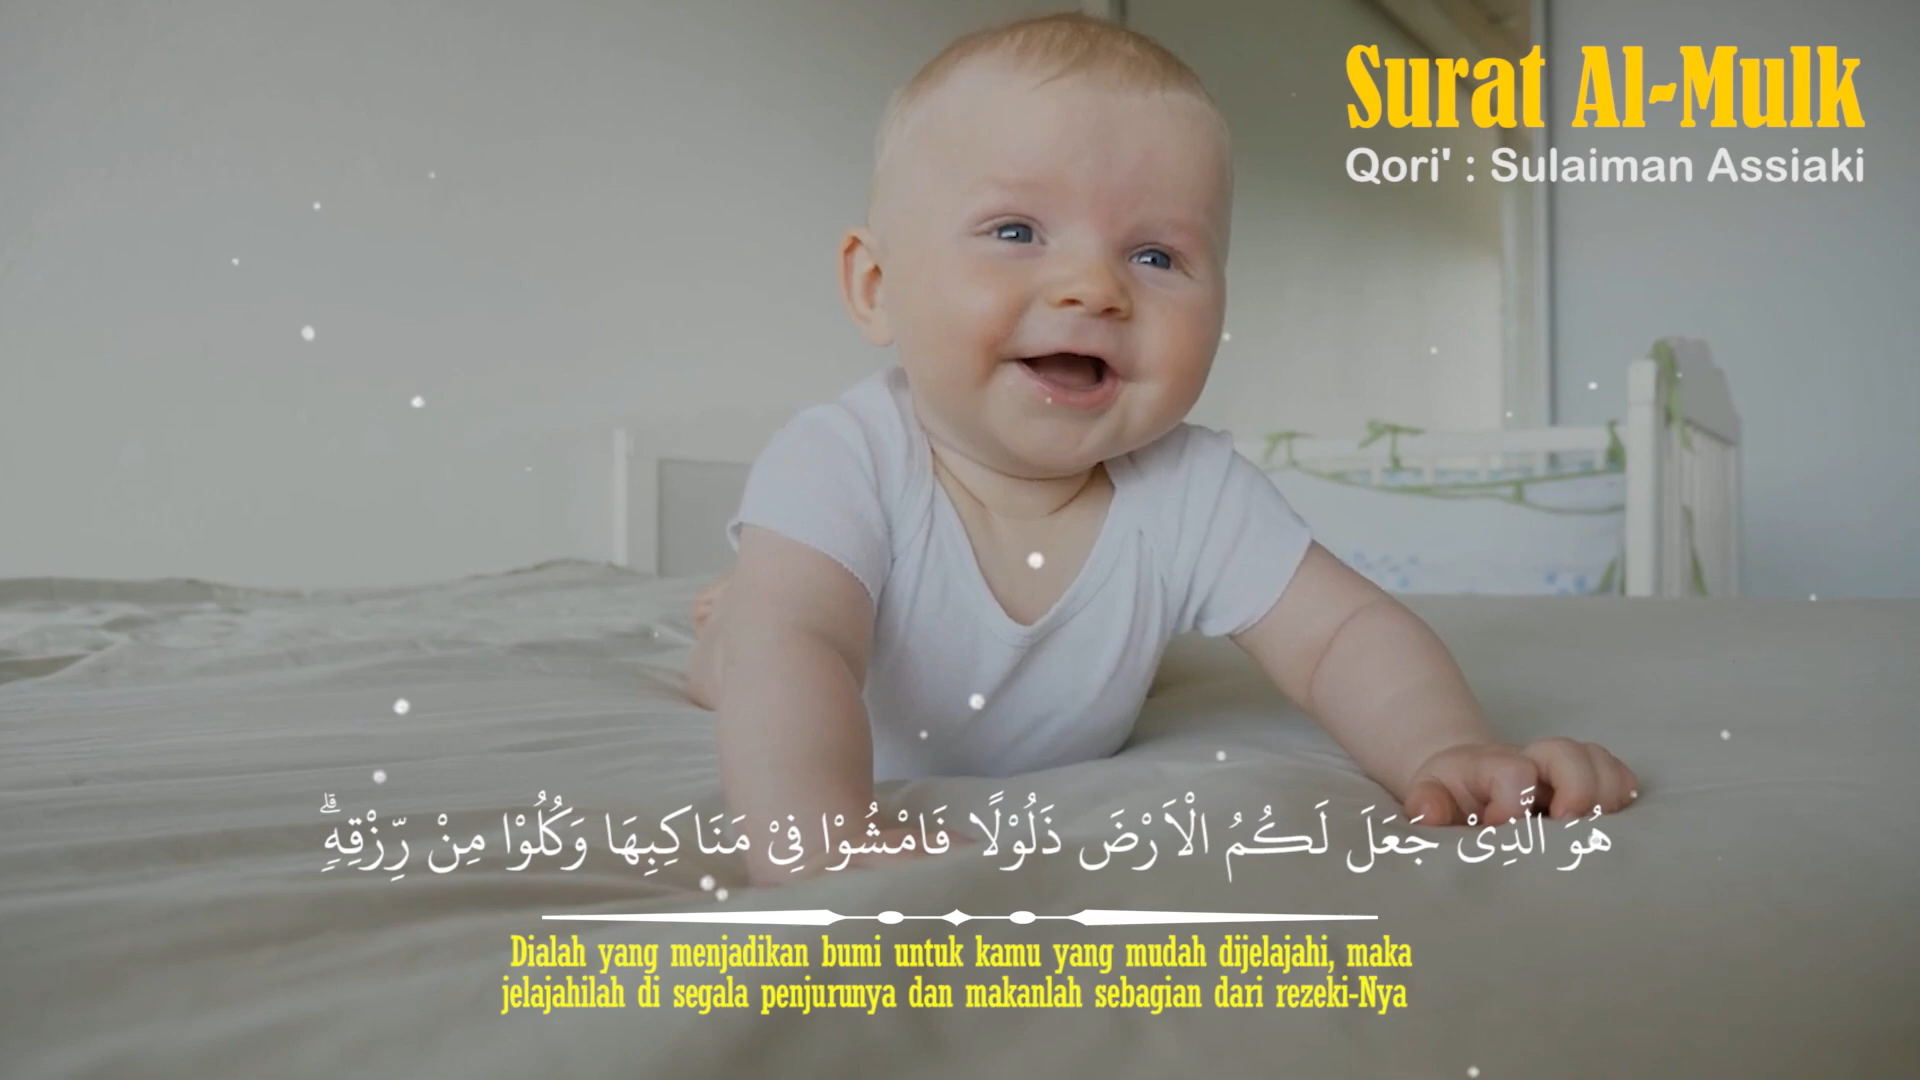 Surat Al-Mulk
Qori' : Sulaiman Assiaki
هُوَ الَّذِيْ جَعَلَ لَكُمُ الْاَرْضَ ذَلُوْلًا فَامْشُوْا فِيْ مَنَاكِبِهَا وَكُلُوْا مِنْ رِّزْقِهٖۗ
Dialah yang menjadikan bumi untuk kamu yang mudah dijelajahi, maka
jelajahilah di segala penjurunya dan makanlah sebagian dari rezeki-Nya